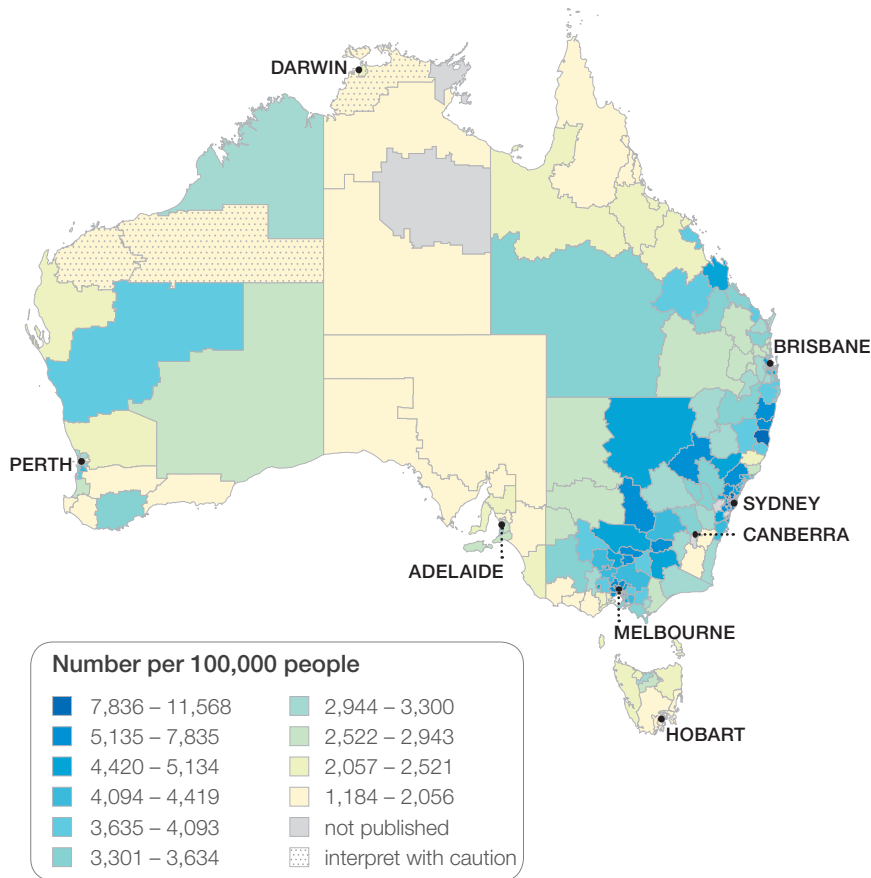 DARWIN
BRISBANE
PERTH
SYDNEY
CANBERRA
ADELAIDE
MELBOURNE
HOBART
Number per 100,000 people
7,836 – 11,568
5,135 – 7,835
4,420 – 5,134
4,094 – 4,419
3,635 – 4,093
3,301 – 3,634
2,944 – 3,300
2,522 – 2,943
2,057 – 2,521
1,184 – 2,056
not published
interpret with caution